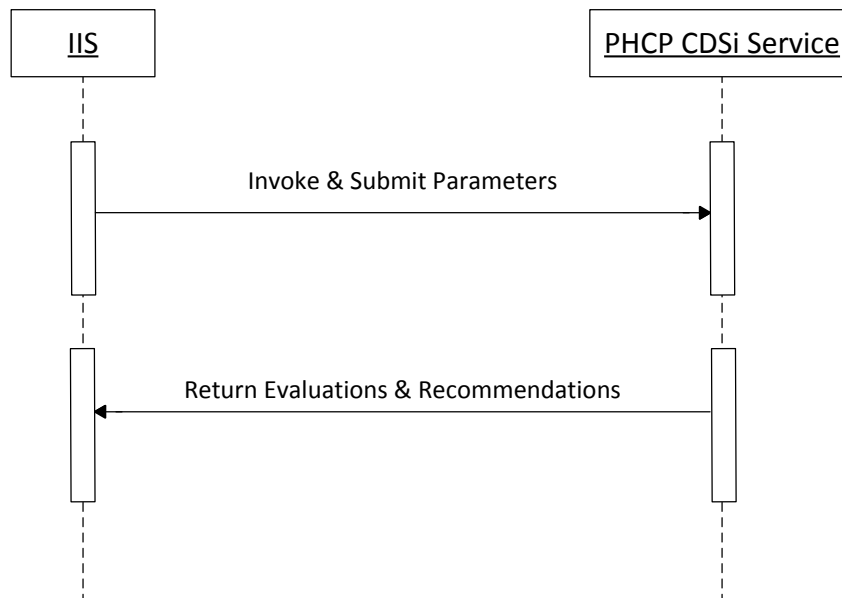 IIS
PHCP CDSi Service
Invoke & Submit Parameters
Return Evaluations & Recommendations